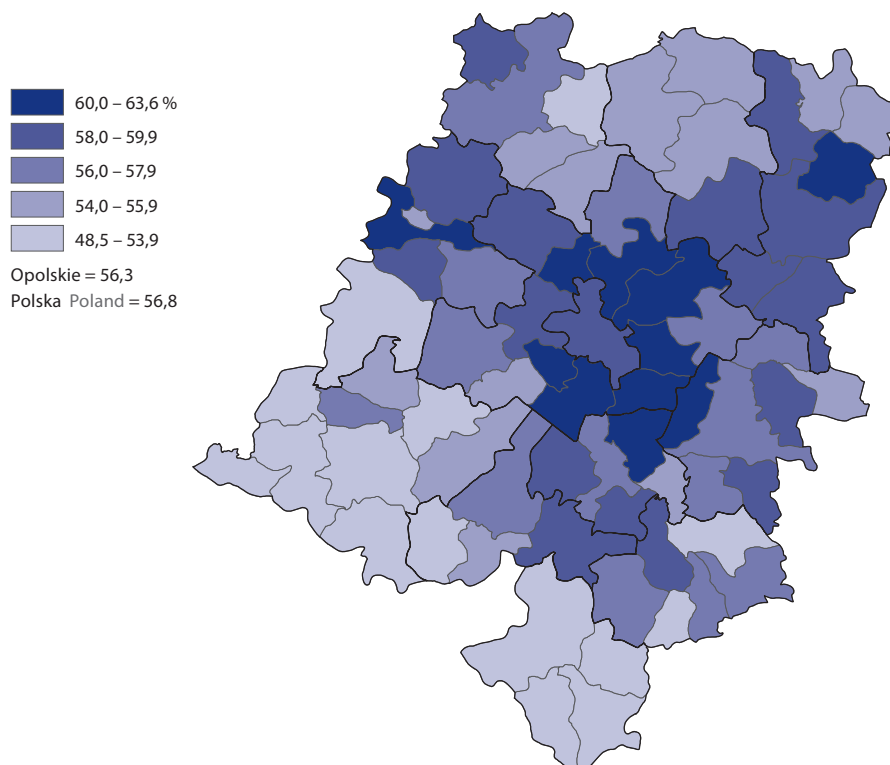 60,0 – 63,6 %
58,0 – 59,9
56,0 – 57,9
54,0 – 55,9
48,5 – 53,9
Opolskie = 56,3
Polska Poland = 56,8